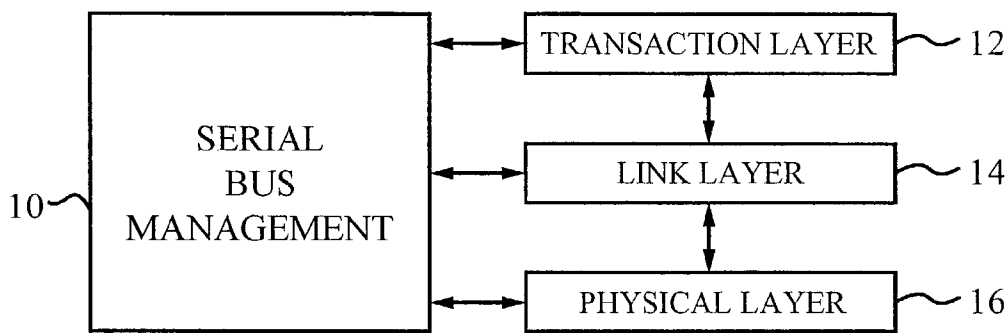 TRANSACTION LAYER 12
SERIAL
BUS
MANAGEMENT
10
LINK LAYER 14
PHYSICAL LAYER 16